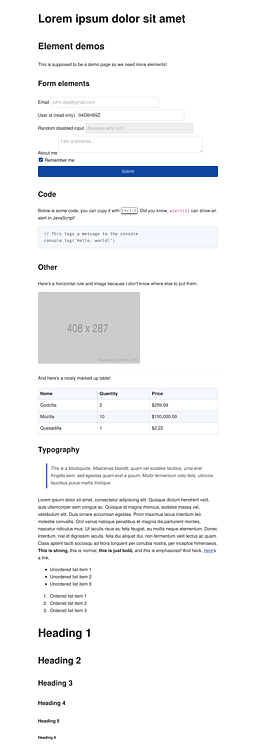 Lorem ipsum dolor sit amet
Element demos
This is supposed to be a demo page so we need more elements!
Form elements
Email john.doe@gmail.com
User id (read only) 04D6H89Z
Random disabled input Because why not?
I am a textarea...
About me
Remember me
Submit
Code
Below is some code, you can copy it with Ctrl-C. Did you know, alert(1) can show an
alert in JavaScript!
// This logs a message to the console
console.log('Hello, world!');
Other
Here's a horizontal rule and image because I don't know where else to put them.
408 x 287
And here's a nicely marked up table!
Name Quantity Price
Godzilla 2 $299.99
Mozilla 10 $100,000.00
Quesadilla 1 $2.22
Typography
This is a blockquote. Maecenas blandit, quam vel sodales facilisis, urna erat
fringilla sem, sed egestas quam erat a ipsum. Morbi fermentum odio felis, ultrices
faucibus purus mattis tristique.
Lorem ipsum dolor sit amet, consectetur adipiscing elit. Quisque dictum hendrerit velit,
quis ullamcorper sem congue id. Quisque id magna rhoncus, sodales massa vel,
vestibulum elit. Duis ornare accumsan egestas. Proin maximus lacus interdum leo
molestie convallis. Orci varius natoque penatibus et magnis dis parturient montes,
nascetur ridiculus mus. Ut iaculis risus eu felis feugiat, eu mollis neque elementum. Donec
interdum, nisl id dignissim iaculis, felis dui aliquet dui, non fermentum velit lectus ac quam.
Class aptent taciti sociosqu ad litora torquent per conubia nostra, per inceptos himenaeos.
This is strong, this is normal, this is just bold, and this is emphasized! And heck, here's
a link.
Unordered list item 1
Unordered list item 2
Unordered list item 3
1. Ordered list item 1
2. Ordered list item 2
3. Ordered list item 3
Heading 1
Heading 2
Heading 3
Heading 4
Heading 5
Heading 6